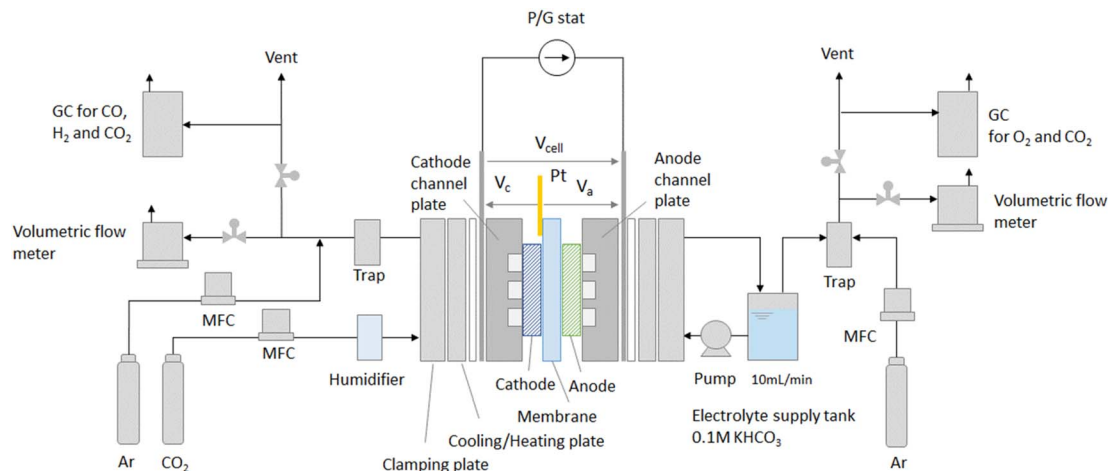 P/G stat
Vent
Vent
GC for CO,
H₂ and CO₂
GC
for O₂ and CO₂
V꜀ₑₗₗ
Cathode
channel
plate
V꜀
Pt
Vₐ
Anode
channel
plate
Volumetric flow
meter
Volumetric flow
meter
Trap
Trap
MFC
MFC
MFC
Humidifier
Pump
10mL/min
Cathode
Anode
Membrane
Cooling/Heating plate
Clamping plate
Electrolyte supply tank
0.1M KHCO₃
Ar
CO₂
Ar